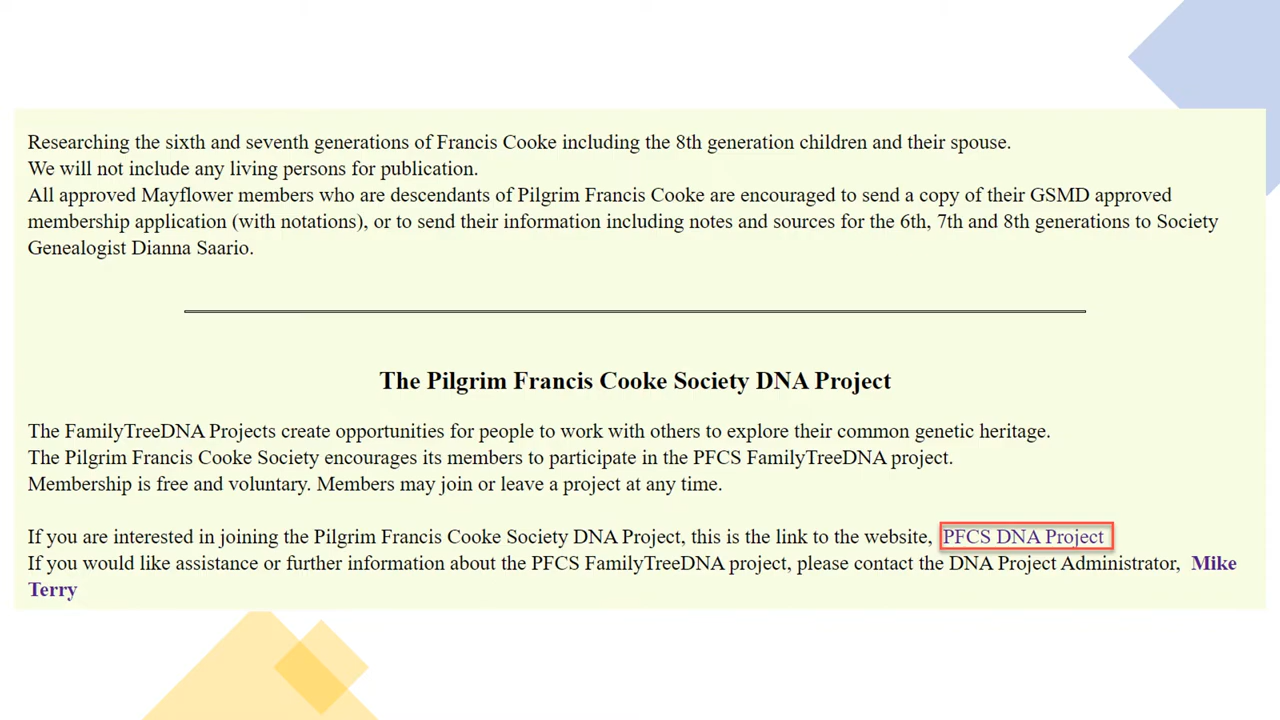 Researching the sixth and seventh generations of Francis Cooke including the 8th generation children and their spouse.
We will not include any living persons for publication.
All approved Mayflower members who are descendants of Pilgrim Francis Cooke are encouraged to send a copy of their GSMD approved
membership application (with notations), or to send their information including notes and sources for the 6th, 7th and 8th generations to Society
Genealogist Dianna Saario.
The Pilgrim Francis Cooke Society DNA Project
The FamilyTreeDNA Projects create opportunities for people to work with others to explore their common genetic heritage.
The Pilgrim Francis Cooke Society encourages its members to participate in the PFCS FamilyTreeDNA project.
Membership is free and voluntary. Members may join or leave a project at any time.
If you are interested in joining the Pilgrim Francis Cooke Society DNA Project, this is the link to the website, PFCS DNA Project
If you would like assistance or further information about the PFCS FamilyTreeDNA project, please contact the DNA Project Administrator, Mike
Terry